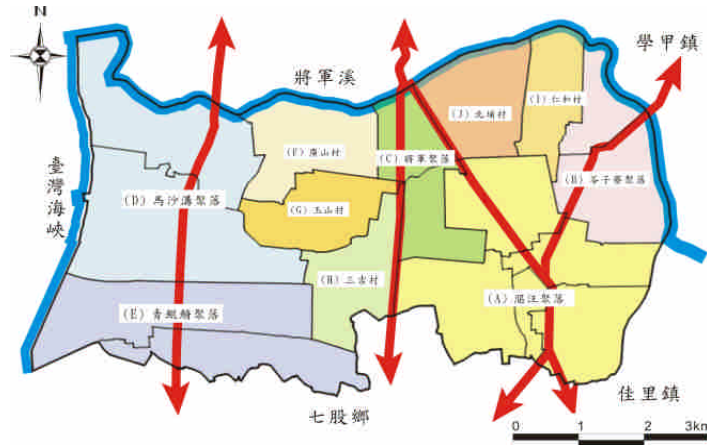 N
學甲鎮
將軍溪
(I) 仁和村
(J) 北埔村
(F) 廣山村
(C) 將軍聚落
臺灣海峽
(B) 苓子寮聚落
(D) 馬沙溝聚落
(G) 玉山村
(H) 三吉村
(A) 漚汪聚落
(E) 青鯤鯓聚落
佳里鎮
七股鄉
0 1 2 3km